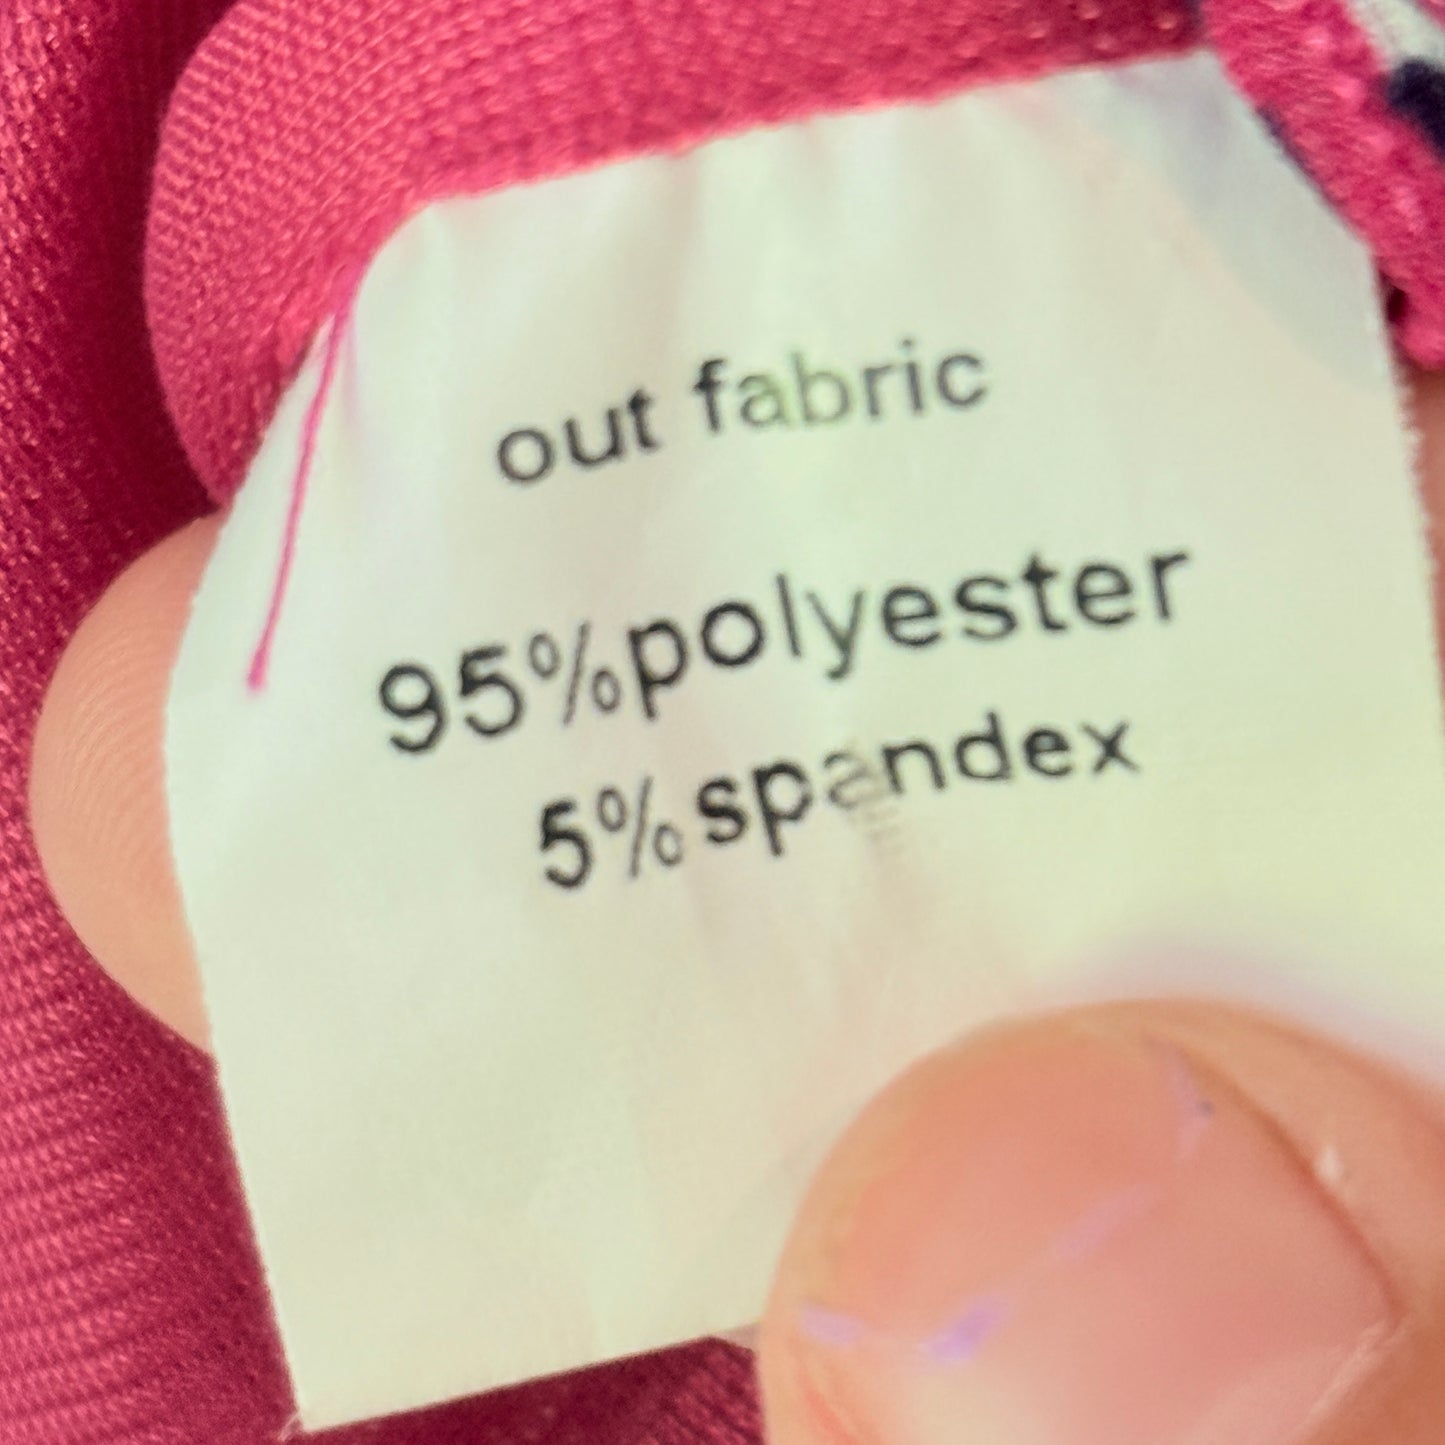 out fabric
95%polyester
5%spandex